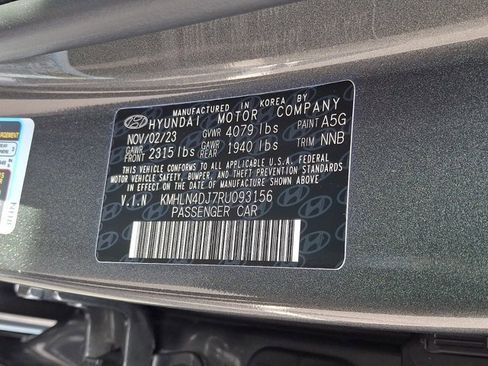 MANUFACTURED IN KOREA BY
HYUNDAI MOTOR COMPANY
NOV/02/23 GVWR 4079 lbs PAINT A5G
GAWR FRONT 2315 lbs GAWR REAR 1940 lbs TRIM NNB
THIS VEHICLE CONFORMS TO ALL APPLICABLE U.S.A. FEDERAL
MOTOR VEHICLE SAFETY, BUMPER, AND THEFT PREVENTION STANDARDS
IN EFFECT ON THE DATE OF MANUFACTURE SHOWN ABOVE.
V.I.N KMHLN4DJ7RU093156
PASSENGER CAR